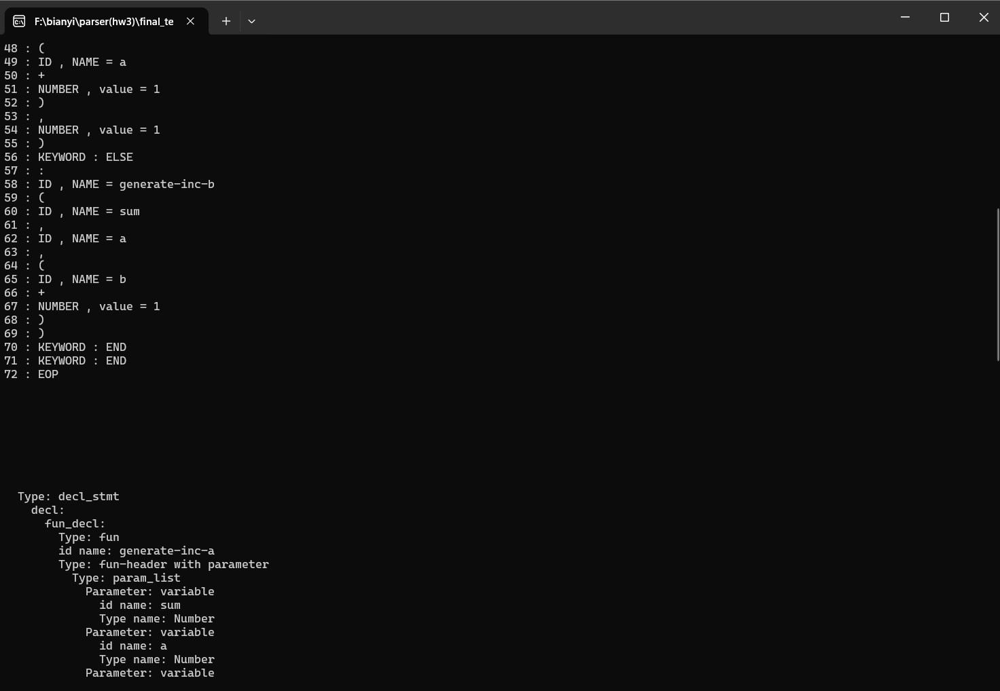 F:\bianyi\parser(hw3)\final_te
48 : (
49 : ID , NAME = a
50 : +
51 : NUMBER , value = 1
52 : )
53 : ,
54 : NUMBER , value = 1
55 : )
56 : KEYWORD : ELSE
57 : :
58 : ID , NAME = generate-inc-b
59 : (
60 : ID , NAME = sum
61 : ,
62 : ID , NAME = a
63 : ,
64 : (
65 : ID , NAME = b
66 : +
67 : NUMBER , value = 1
68 : )
69 : )
70 : KEYWORD : END
71 : KEYWORD : END
72 : EOP
Type: decl_stmt
decl:
fun_decl:
Type: fun
id name: generate-inc-a
Type: fun-header with parameter
Type: param_list
Parameter: variable
id name: sum
Type name: Number
Parameter: variable
id name: a
Type name: Number
Parameter: variable